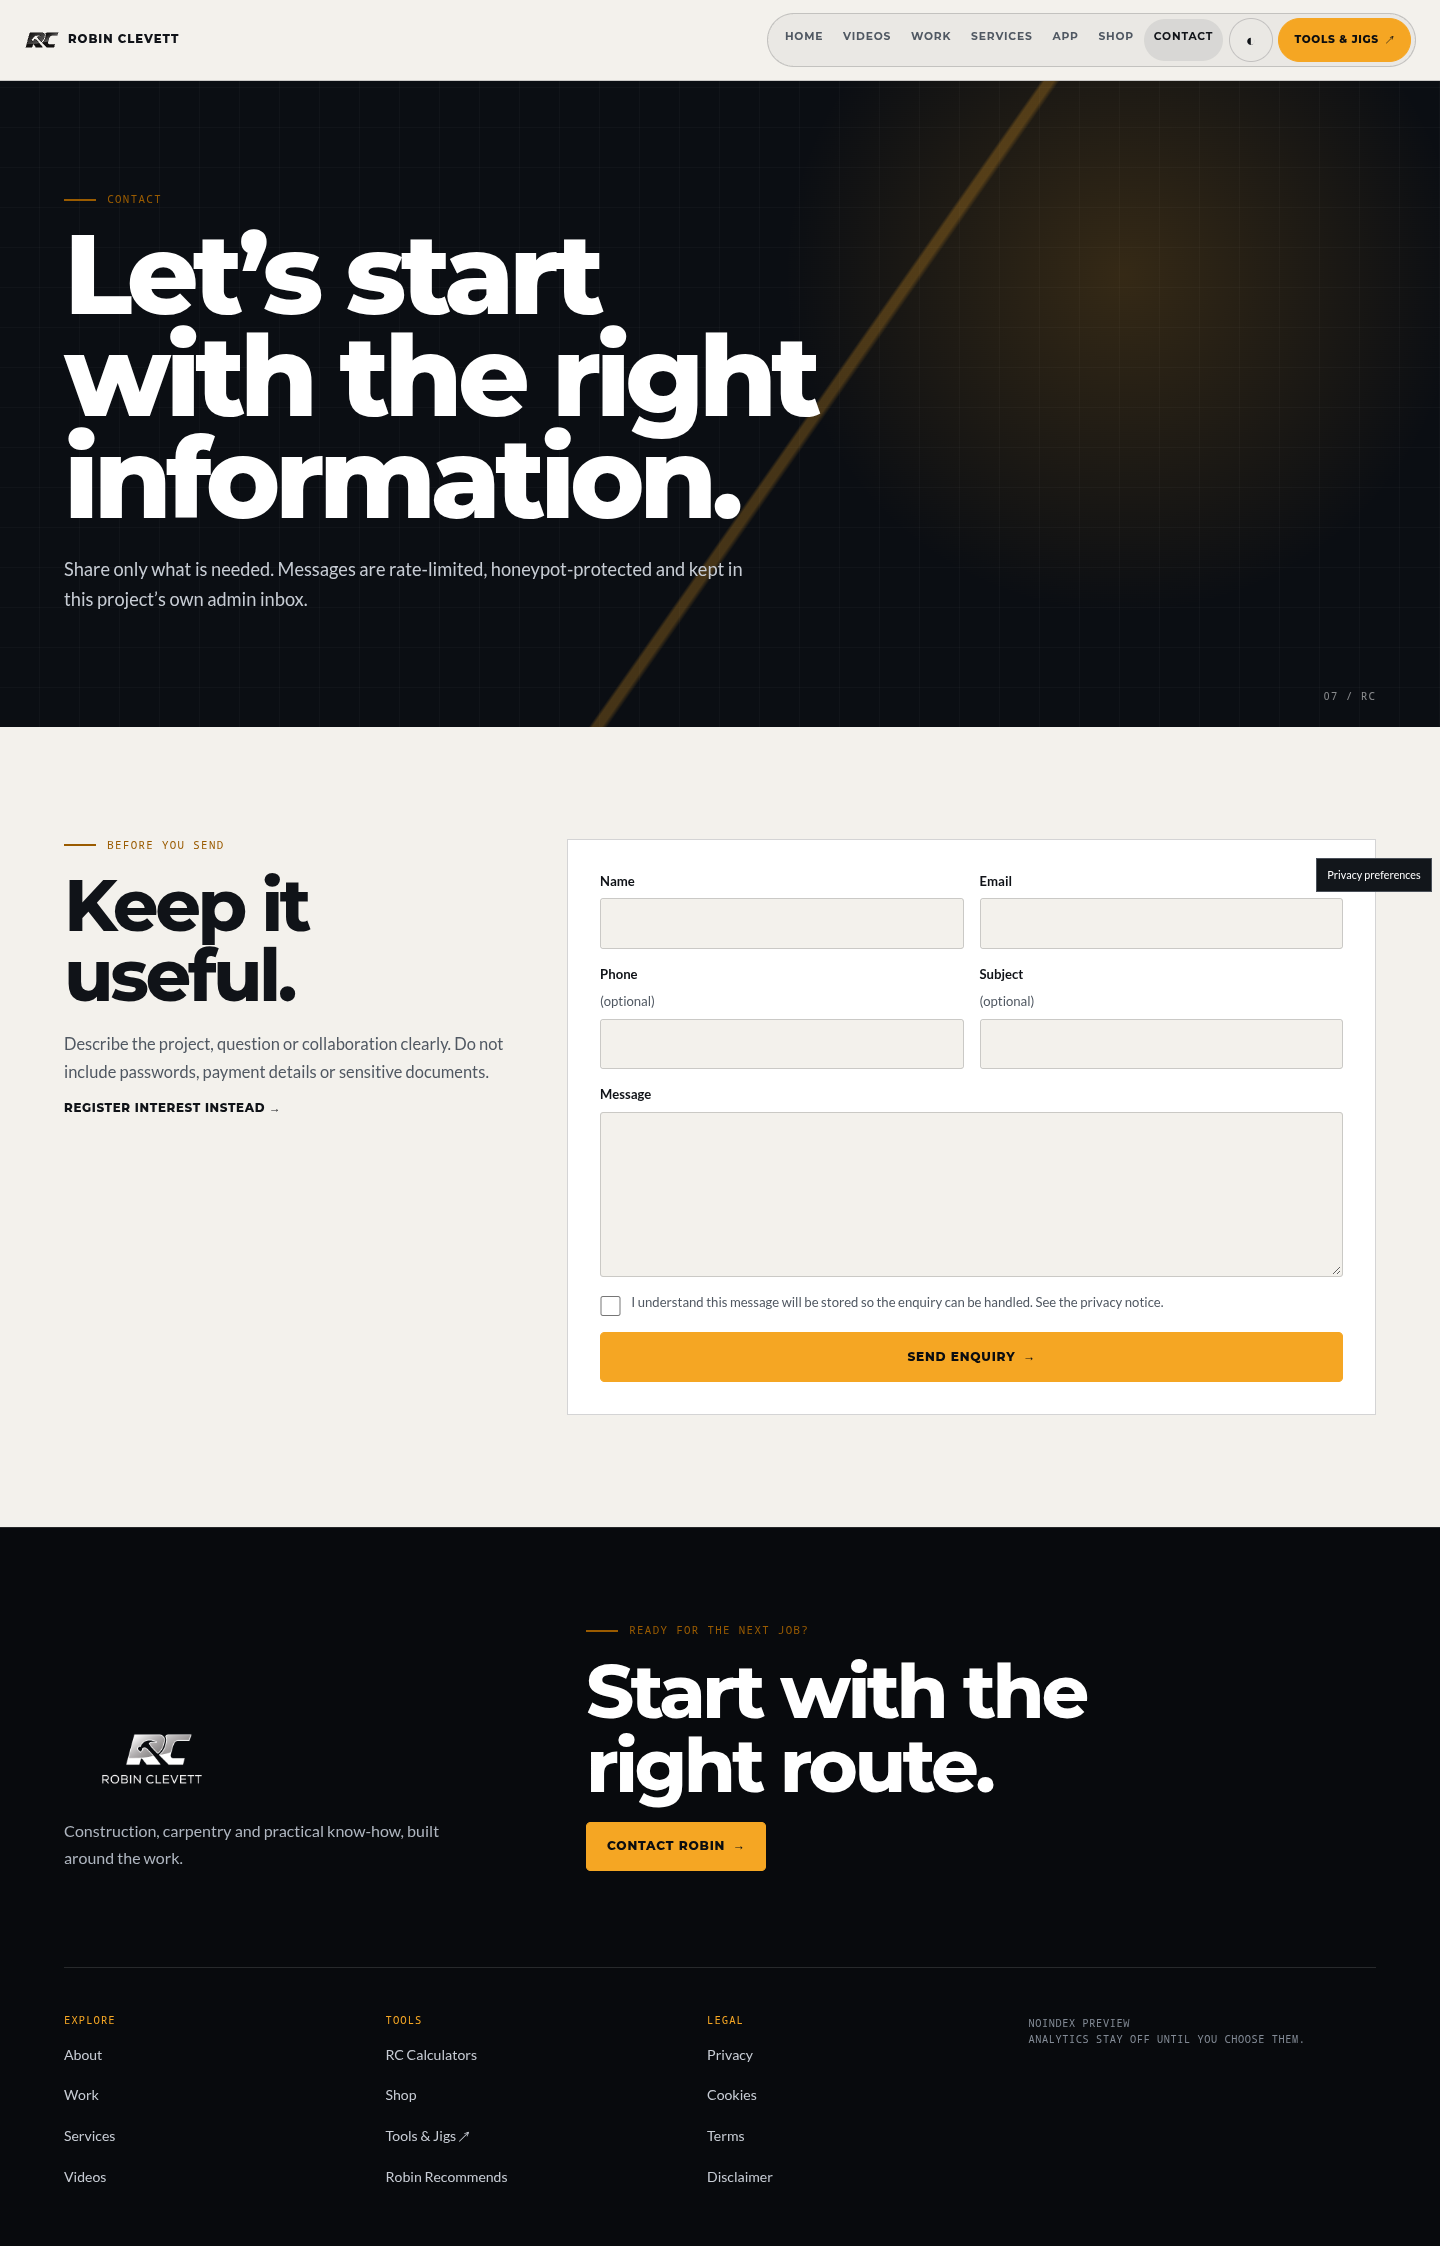 RC ROBIN CLEVETT
HOME VIDEOS WORK SERVICES APP SHOP CONTACT TOOLS & JIGS ↗
CONTACT
Let’s start
with the right
information.
Share only what is needed. Messages are rate-limited, honeypot-protected and kept in
this project’s own admin inbox.
07 / RC
BEFORE YOU SEND
Keep it
useful.
Describe the project, question or collaboration clearly. Do not
include passwords, payment details or sensitive documents.
REGISTER INTEREST INSTEAD →
Privacy preferences
Name Email
Phone Subject
(optional) (optional)
Message
I understand this message will be stored so the enquiry can be handled. See the privacy notice.
SEND ENQUIRY →
RC
ROBIN CLEVETT
Construction, carpentry and practical know-how, built
around the work.
READY FOR THE NEXT JOB?
Start with the
right route.
CONTACT ROBIN →
EXPLORE
About
Work
Services
Videos
TOOLS
RC Calculators
Shop
Tools & Jigs ↗
Robin Recommends
LEGAL
Privacy
Cookies
Terms
Disclaimer
NOINDEX PREVIEW
ANALYTICS STAY OFF UNTIL YOU CHOOSE THEM.